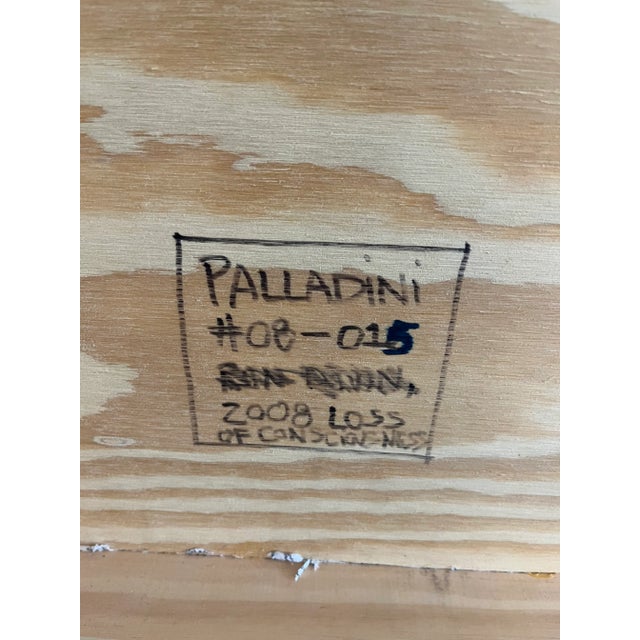 PALLADINI
#08-015
2008 LOSS
OF CONSCIOUSNESS